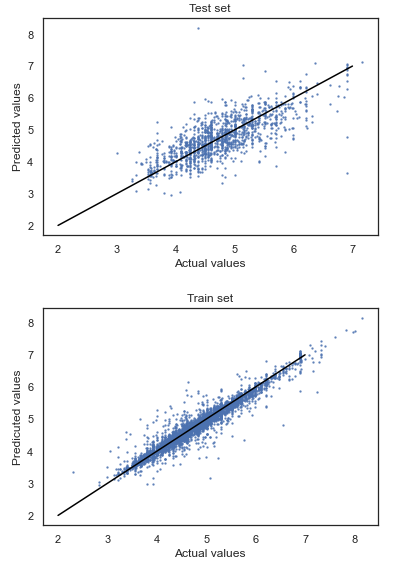 Test set
8
7
6
5
4
3
2
Predicted values
2 3 4 5 6 7
Actual values
Train set
8
7
6
5
4
3
2
Predicuted values
2 3 4 5 6 7 8
Actual values